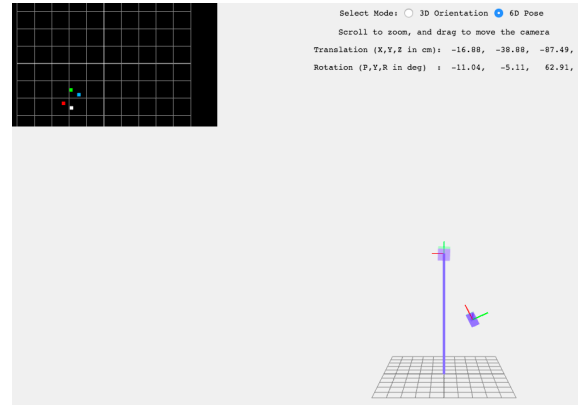 Select Mode: 3D Orientation 6D Pose
Scroll to zoom, and drag to move the camera
Translation (X,Y,Z in cm): -16.88, -38.88, -87.49,
Rotation (P,Y,R in deg) : -11.04, -5.11, 62.91,